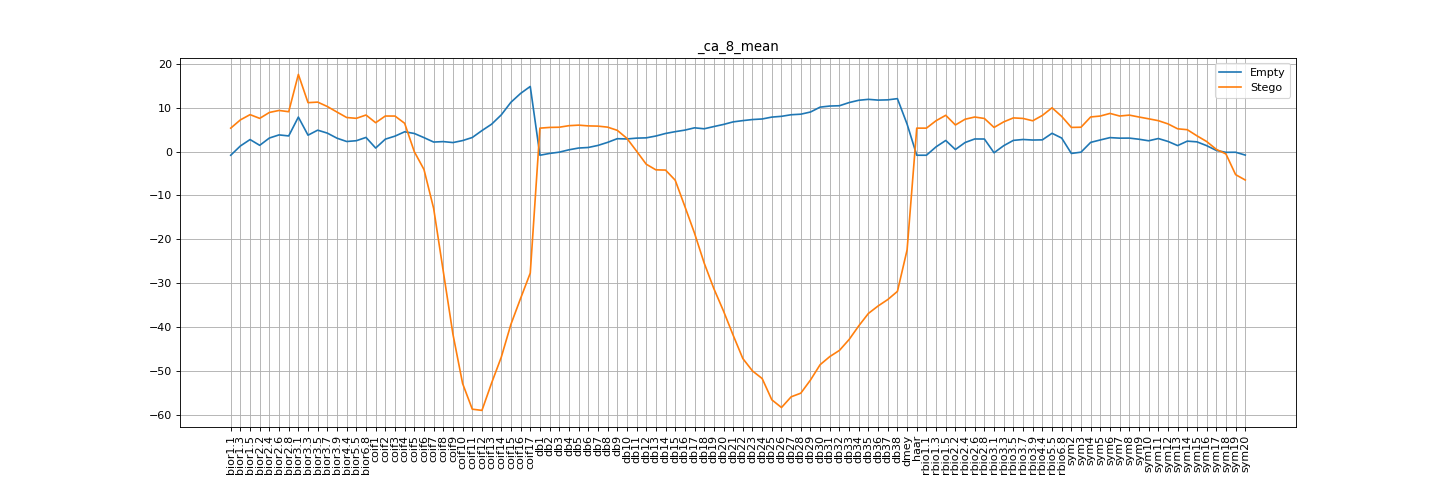 _ca_8_mean
20
10
0
−10
−20
−30
−40
−50
−60
Empty
Stego
bior1.1
bior1.3
bior1.5
bior2.2
bior2.4
bior2.6
bior2.8
bior3.1
bior3.3
bior3.5
bior3.7
bior3.9
bior4.4
bior5.5
bior6.8
coif1
coif2
coif3
coif4
coif5
coif6
coif7
coif8
coif9
coif10
coif11
coif12
coif13
coif14
coif15
coif16
coif17
db1
db2
db3
db4
db5
db6
db7
db8
db9
db10
db11
db12
db13
db14
db15
db16
db17
db18
db19
db20
db21
db22
db23
db24
db25
db26
db27
db28
db29
db30
db31
db32
db33
db34
db35
db36
db37
db38
dmey
haar
rbio1.1
rbio1.3
rbio1.5
rbio2.2
rbio2.4
rbio2.6
rbio2.8
rbio3.1
rbio3.3
rbio3.5
rbio3.7
rbio3.9
rbio4.4
rbio5.5
rbio6.8
sym2
sym3
sym4
sym5
sym6
sym7
sym8
sym9
sym10
sym11
sym12
sym13
sym14
sym15
sym16
sym17
sym18
sym19
sym20